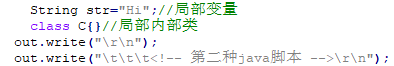 String str="Hi";//局部变量
class C{}//局部内部类
out.write("\r\n");
out.write("\t\t\t<!-- 第二种java脚本 -->\r\n");